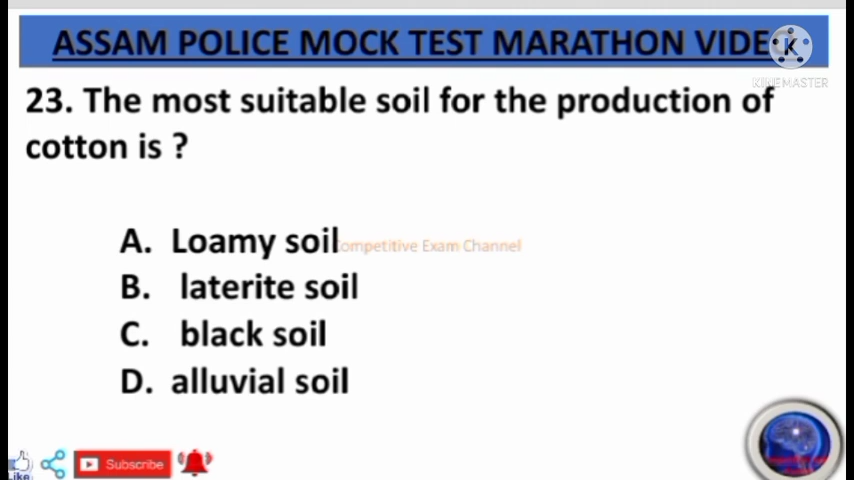 ASSAM POLICE MOCK TEST MARATHON VIDE
KINEMASTER
23. The most suitable soil for the production of
cotton is ?
A. Loamy soil
Competitive Exam Channel
B. laterite soil
C. black soil
D. alluvial soil
Like
Subscribe